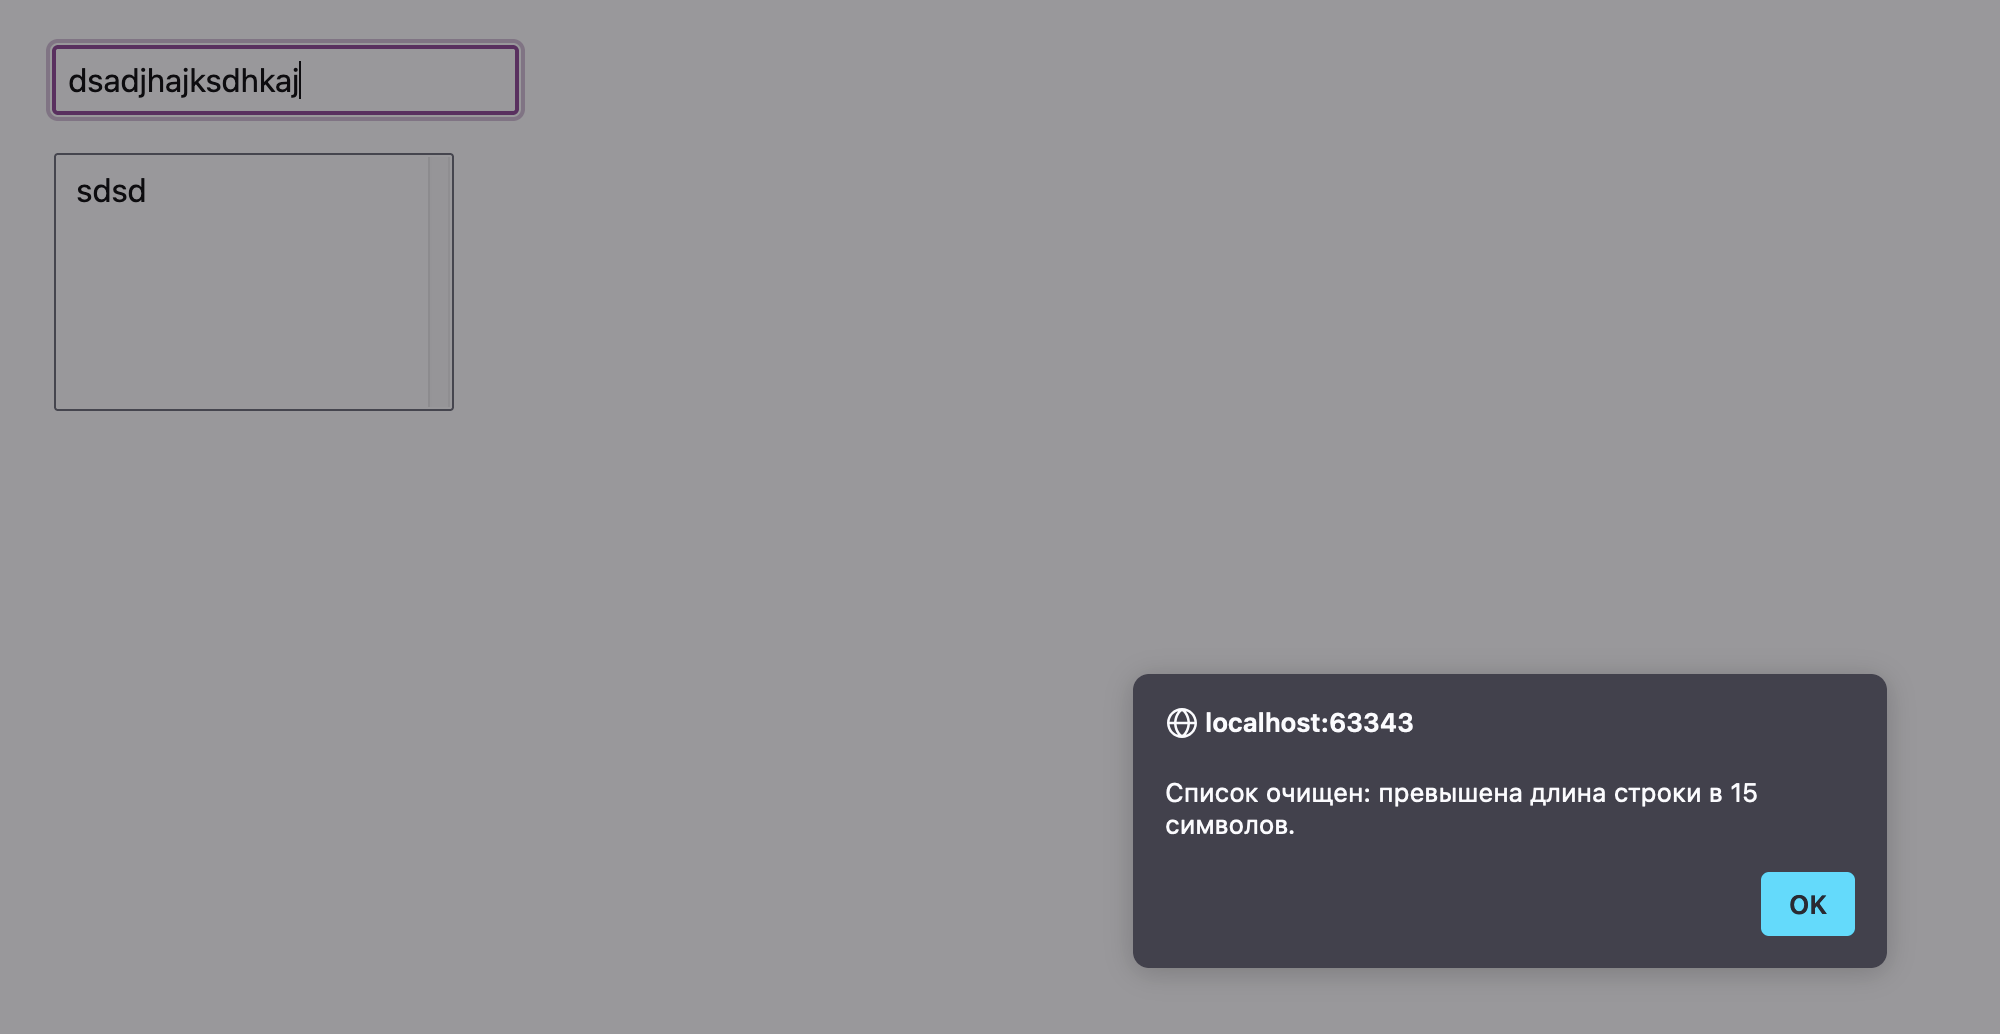 dsadjhajksdhkaj
sdsd
localhost:63343
Список очищен: превышена длина строки в 15
символов.
OK